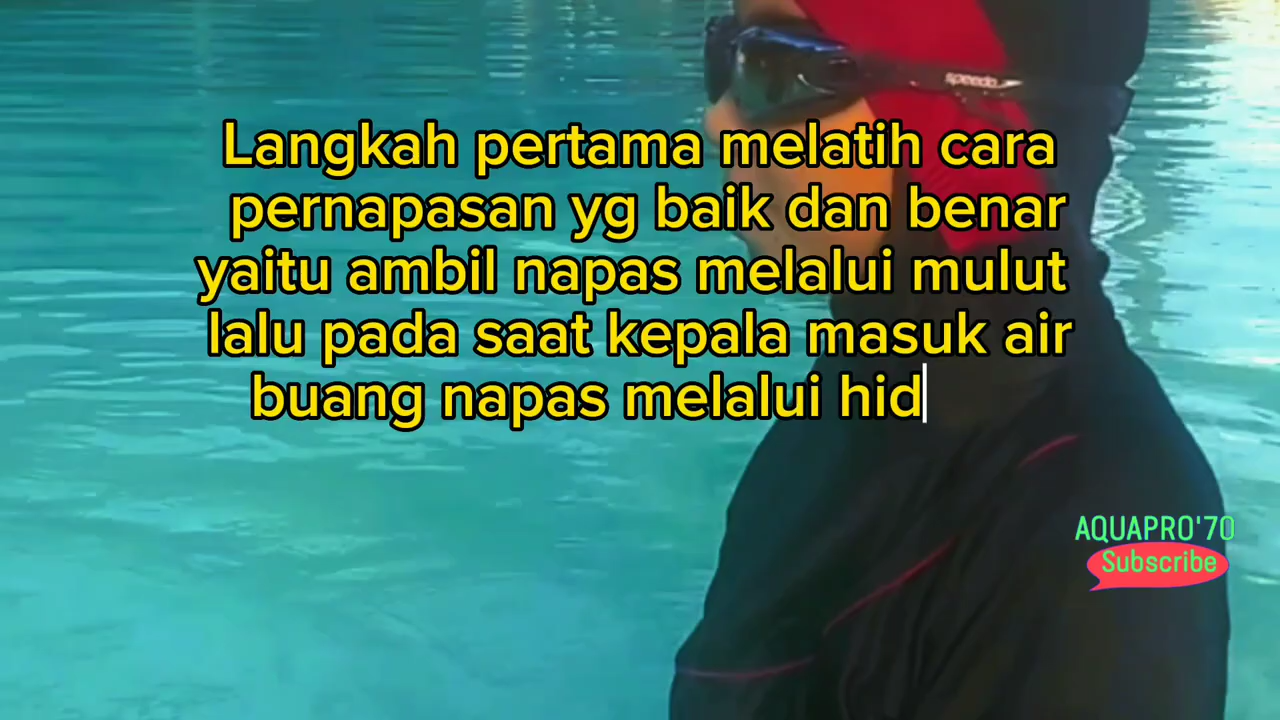 speedo
Langkah pertama melatih cara
pernapasan yg baik dan benar
yaitu ambil napas melalui mulut
lalu pada saat kepala masuk air
buang napas melalui hid
AQUAPRO'70
Subscribe